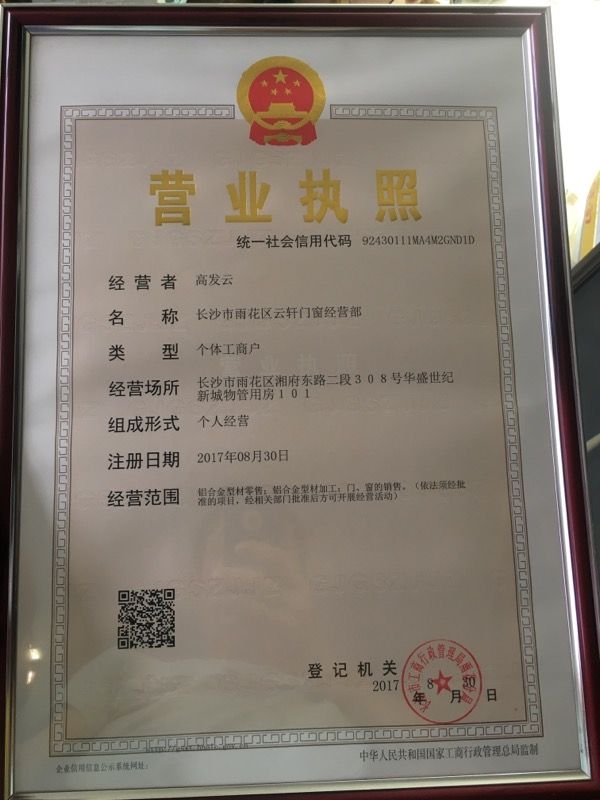 营业执照
统一社会信用代码 92430111MA4M2GND1D
经营者 高发云
名称 长沙市雨花区云轩门窗经营部
类型 个体工商户
经营场所 长沙市雨花区湘府东路二段308号华盛世纪
新城物管用房101
组成形式 个人经营
注册日期 2017年08月30日
经营范围 铝合金型材零售；铝合金型材加工；门、窗的销售。（依法须经批
准的项目，经相关部门批准后方可开展经营活动）
登记机关
2017年8月30日
企业信用信息公示系统网址：
中华人民共和国国家工商行政管理总局监制